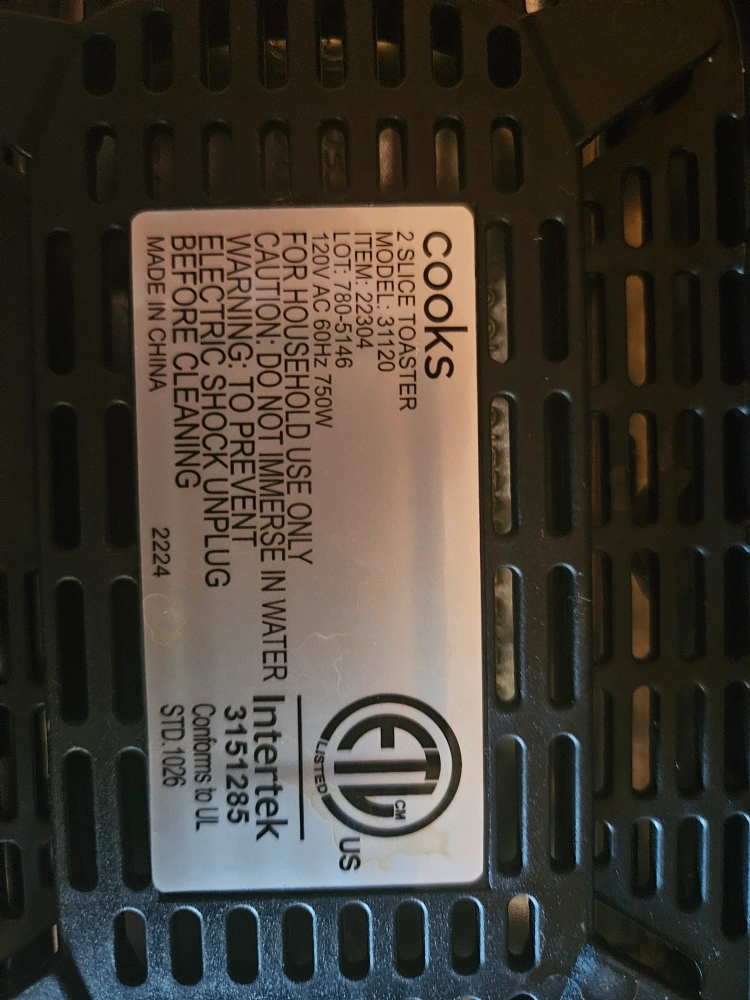 cooks
2 SLICE TOASTER
MODEL: 31120
ITEM: 22304
LOT: 780-5146
120V AC 60Hz 750W
FOR HOUSEHOLD USE ONLY
CAUTION: DO NOT IMMERSE IN WATER
WARNING: TO PREVENT
ELECTRIC SHOCK UNPLUG
BEFORE CLEANING
MADE IN CHINA
2224
ETL CM
LISTED
US
Intertek
3151285
Conforms to UL
STD.1026